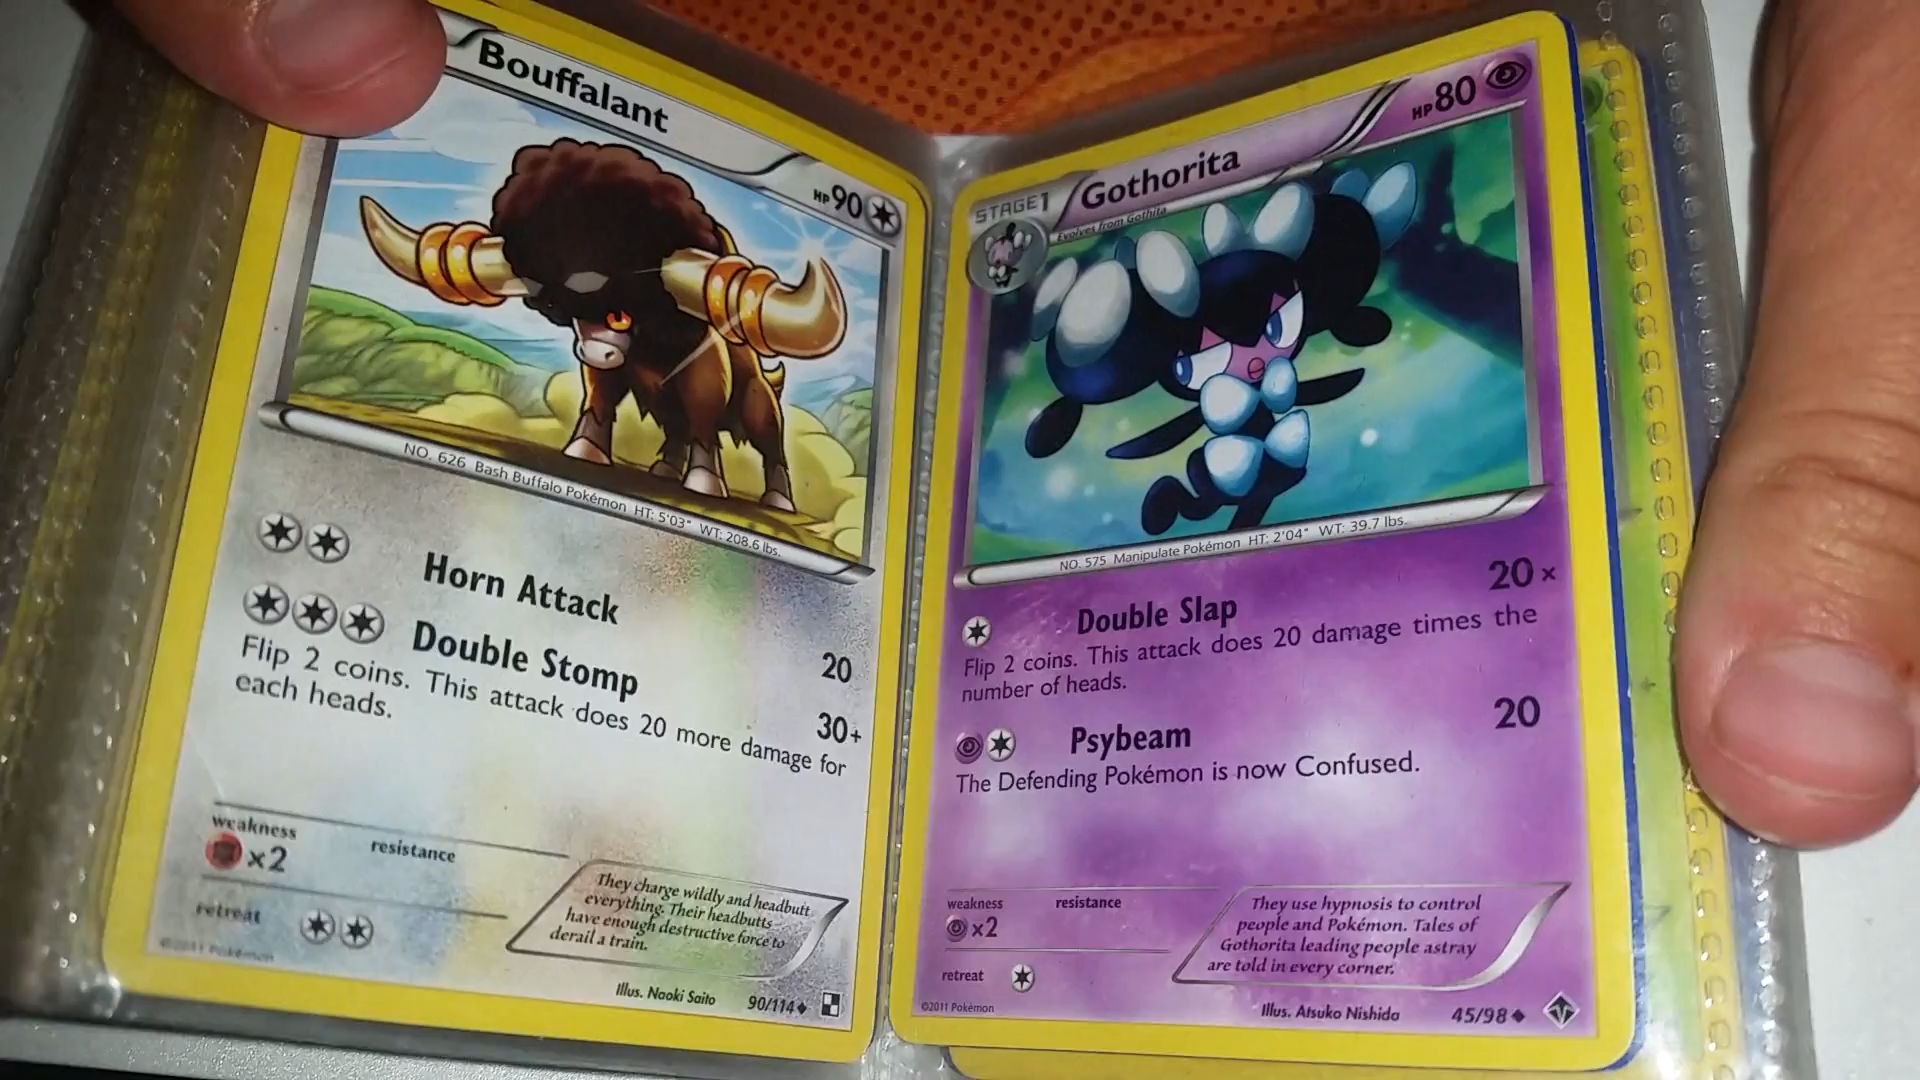 Bouffalant
HP 90
NO. 626 Bash Buffalo Pokémon HT: 5'03" WT: 208.6 lbs.
Horn Attack 20
Double Stomp 30+
Flip 2 coins. This attack does 20 more damage for
each heads.
weakness
x2
resistance
retreat
They charge wildly and headbutt
everything. Their headbutts
have enough destructive force to
derail a train.
©2011 Pokémon
Illus. Naoki Saito
90/114
STAGE1
Gothorita
HP 80
Evolves from Gothita
NO. 575 Manipulate Pokémon HT: 2'04" WT: 39.7 lbs.
Double Slap 20x
Flip 2 coins. This attack does 20 damage times the
number of heads.
Psybeam 20
The Defending Pokémon is now Confused.
weakness
x2
resistance
retreat
They use hypnosis to control
people and Pokémon. Tales of
Gothorita leading people astray
are told in every corner.
©2011 Pokémon
Illus. Atsuko Nishida
45/98